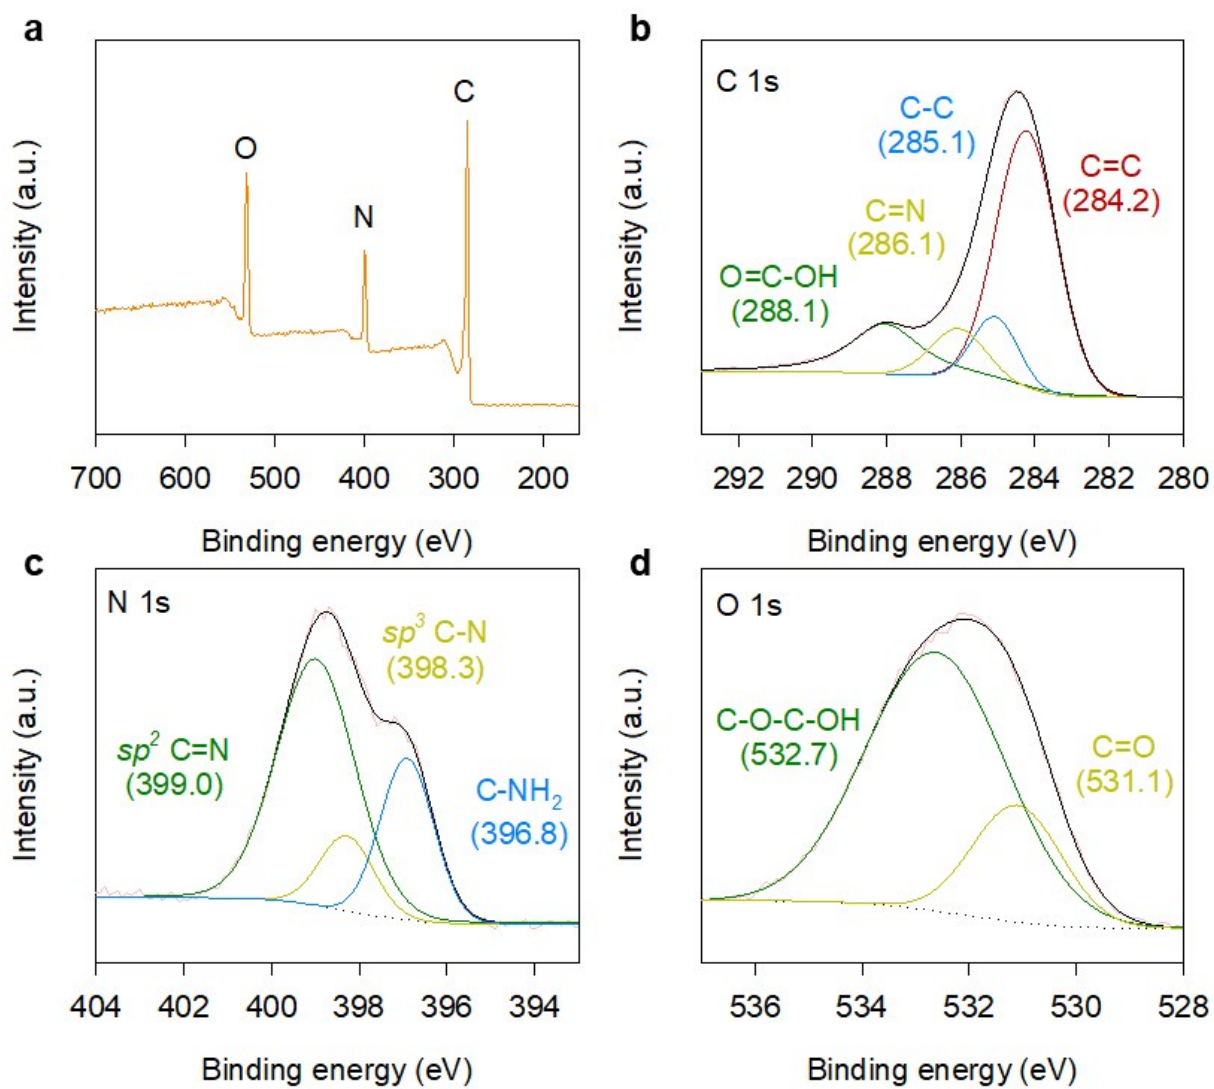 a
O
N
C
Intensity (a.u.)
700 600 500 400 300 200
Binding energy (eV)
b
C 1s
C-C
(285.1)
C=C
(284.2)
C=N
(286.1)
O=C-OH
(288.1)
Intensity (a.u.)
292 290 288 286 284 282 280
Binding energy (eV)
c
N 1s
sp³ C-N
(398.3)
sp² C=N
(399.0)
C-NH₂
(396.8)
Intensity (a.u.)
404 402 400 398 396 394
Binding energy (eV)
d
O 1s
C-O-C-OH
(532.7)
C=O
(531.1)
Intensity (a.u.)
536 534 532 530 528
Binding energy (eV)